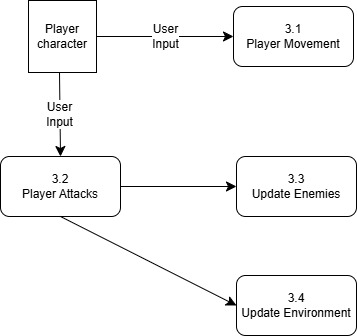 Player
character
User
Input
3.1
Player Movement
User
Input
3.2
Player Attacks
3.3
Update Enemies
3.4
Update Environment